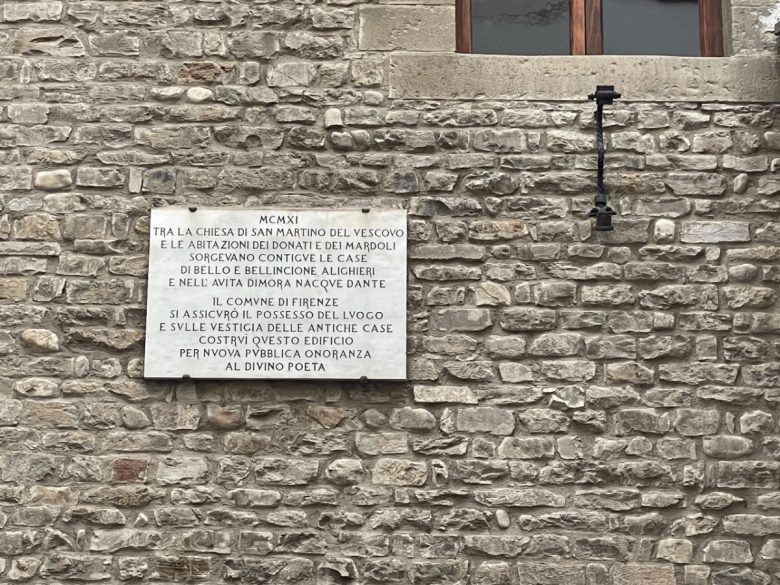 MCMXI
TRA LA CHIESA DI SAN MARTINO DEL VESCOVO
E LE ABITAZIONI DEI DONATI E DEI MARDOLI
SORGEVANO CONTIGVE LE CASE
DI BELLO E BELLINCIONE ALIGHIERI
E NELL' AVITA DIMORA NACQVE DANTE
IL COMVNE DI FIRENZE
SI ASSICVRÓ IL POSSESSO DEL LVOGO
E SVLLE VESTIGIA DELLE ANTICHE CASE
COSTRVÍ QVESTO EDIFICIO
PER NVOVA PVBBLICA ONORANZA
AL DIVINO POETA